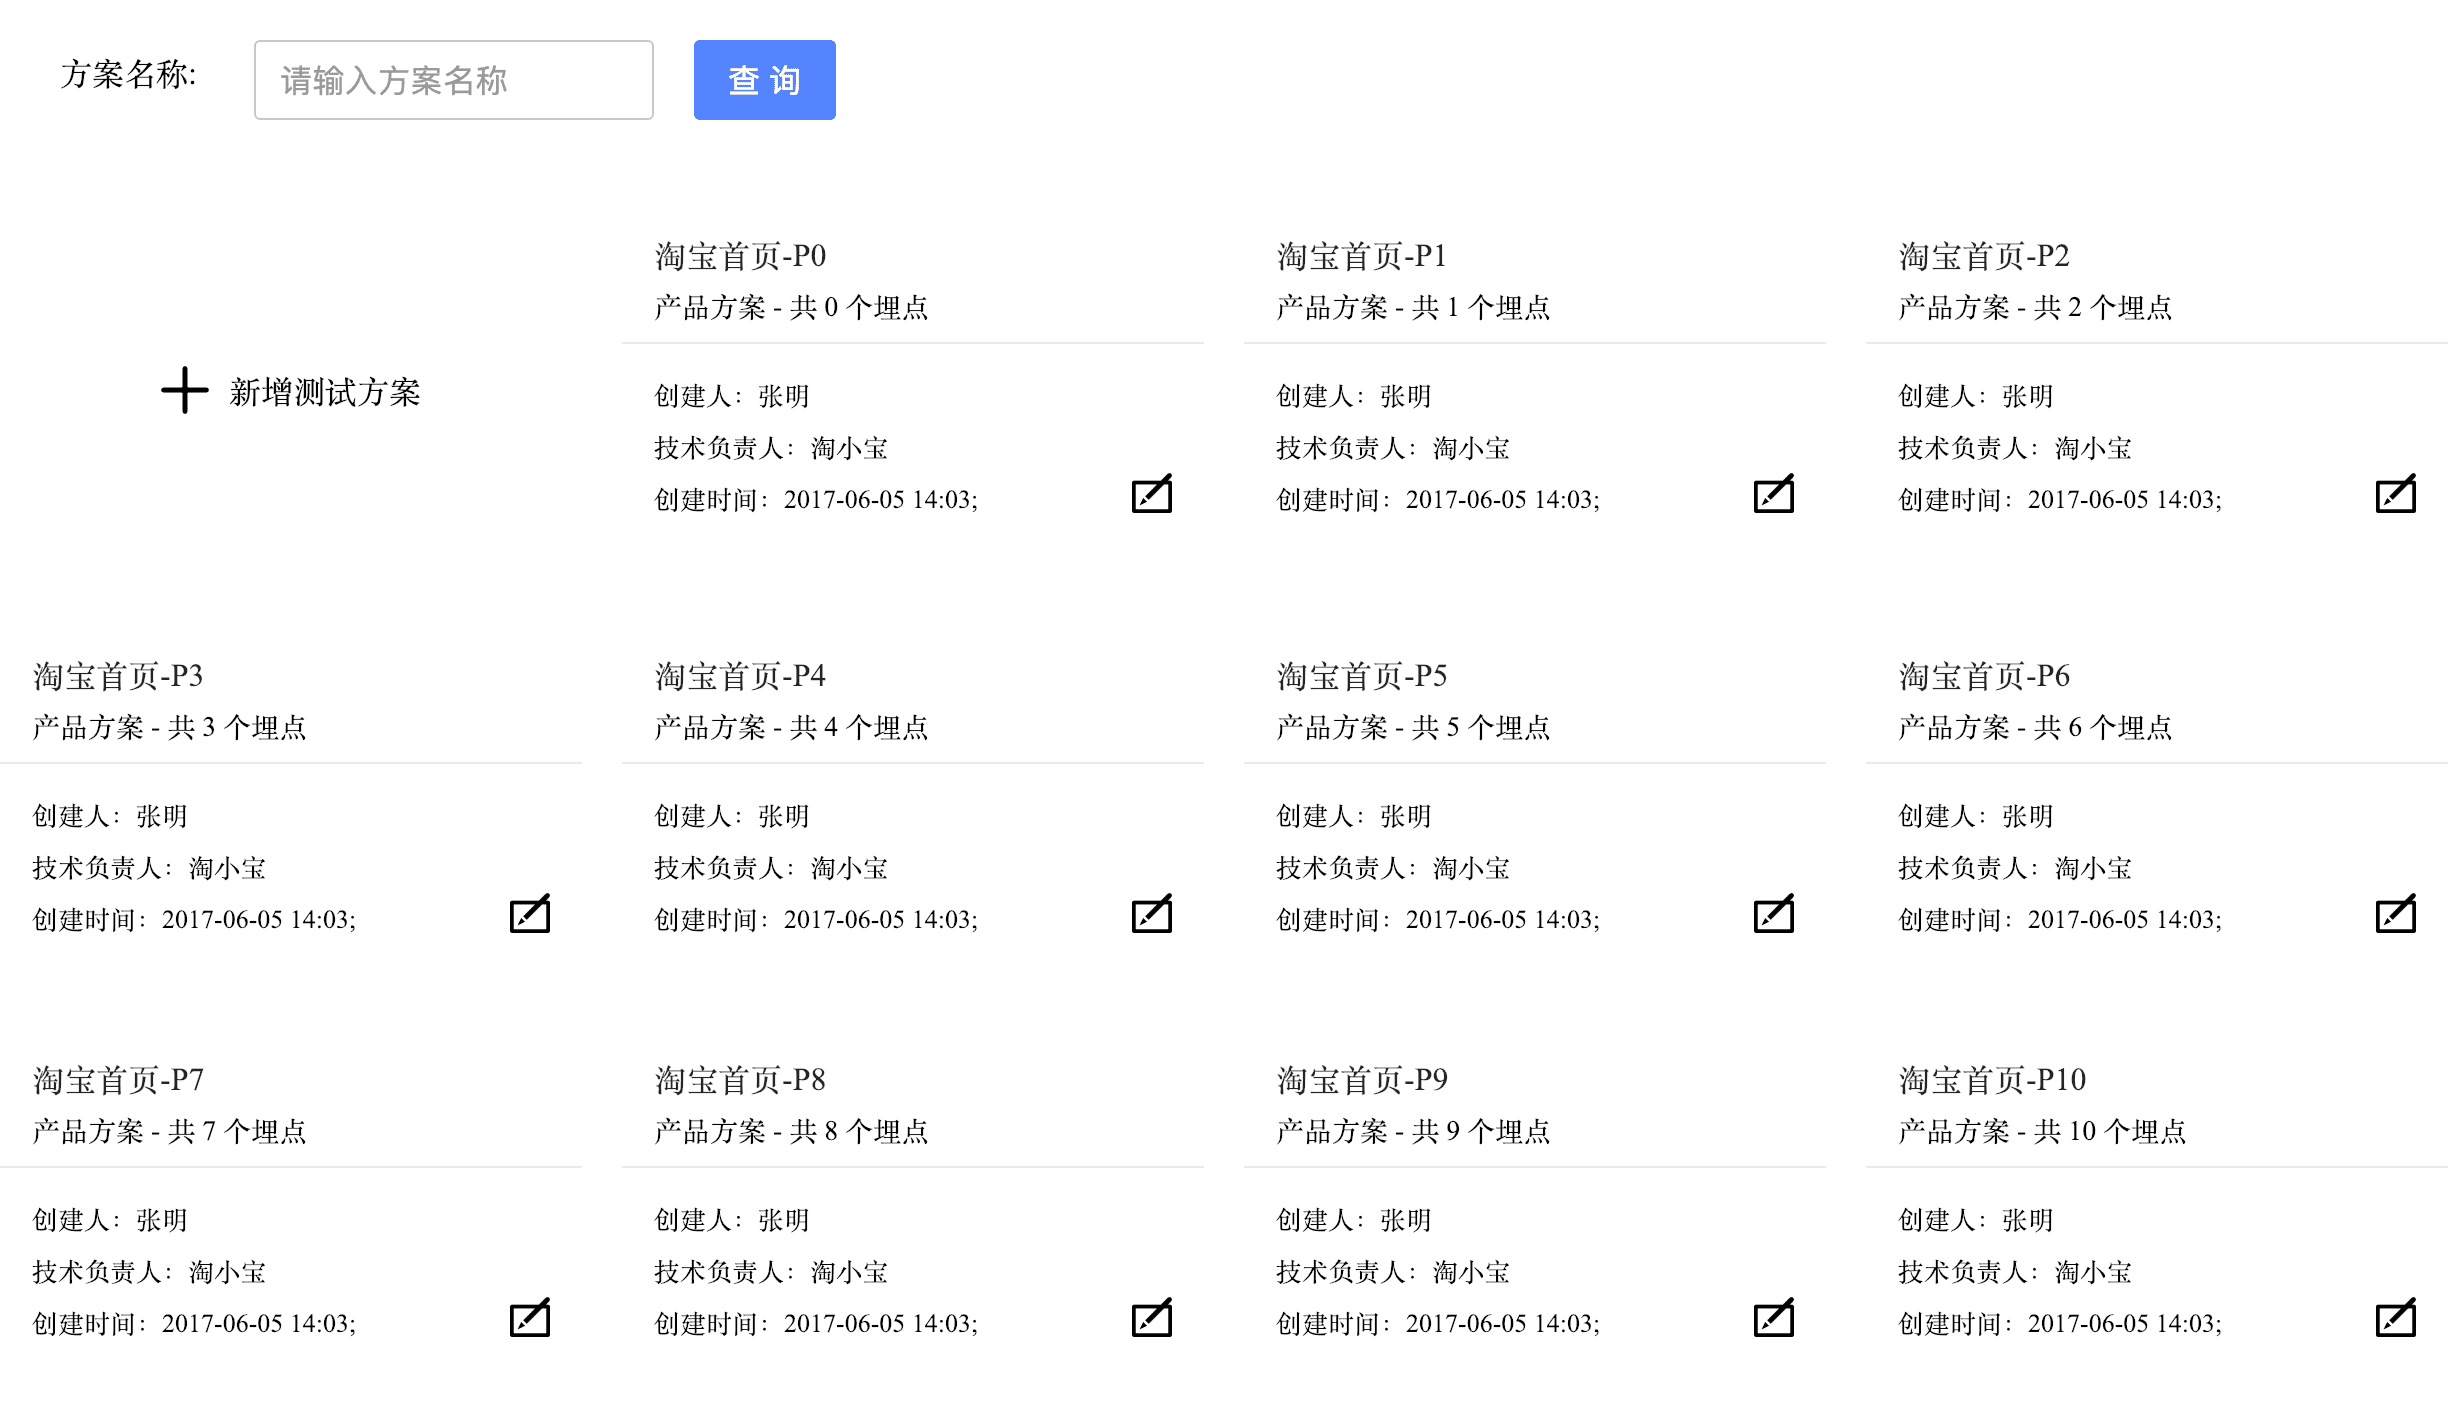 方案名称:
请输入方案名称
查 询
新增测试方案
淘宝首页-P0
产品方案 - 共 0 个埋点
创建人：张明
技术负责人：淘小宝
创建时间：2017-06-05 14:03;
淘宝首页-P1
产品方案 - 共 1 个埋点
创建人：张明
技术负责人：淘小宝
创建时间：2017-06-05 14:03;
淘宝首页-P2
产品方案 - 共 2 个埋点
创建人：张明
技术负责人：淘小宝
创建时间：2017-06-05 14:03;
淘宝首页-P3
产品方案 - 共 3 个埋点
创建人：张明
技术负责人：淘小宝
创建时间：2017-06-05 14:03;
淘宝首页-P4
产品方案 - 共 4 个埋点
创建人：张明
技术负责人：淘小宝
创建时间：2017-06-05 14:03;
淘宝首页-P5
产品方案 - 共 5 个埋点
创建人：张明
技术负责人：淘小宝
创建时间：2017-06-05 14:03;
淘宝首页-P6
产品方案 - 共 6 个埋点
创建人：张明
技术负责人：淘小宝
创建时间：2017-06-05 14:03;
淘宝首页-P7
产品方案 - 共 7 个埋点
创建人：张明
技术负责人：淘小宝
创建时间：2017-06-05 14:03;
淘宝首页-P8
产品方案 - 共 8 个埋点
创建人：张明
技术负责人：淘小宝
创建时间：2017-06-05 14:03;
淘宝首页-P9
产品方案 - 共 9 个埋点
创建人：张明
技术负责人：淘小宝
创建时间：2017-06-05 14:03;
淘宝首页-P10
产品方案 - 共 10 个埋点
创建人：张明
技术负责人：淘小宝
创建时间：2017-06-05 14:03;